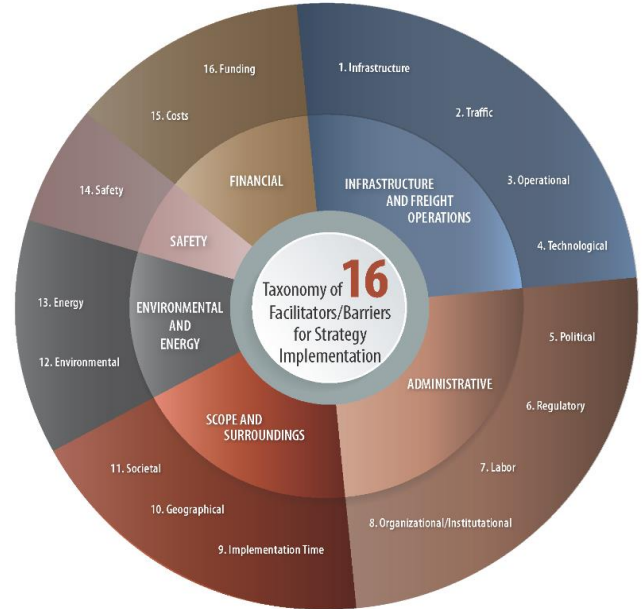 Taxonomy of 16
Facilitators/Barriers
for Strategy
Implementation
INFRASTRUCTURE
AND FREIGHT
OPERATIONS
1. Infrastructure
2. Traffic
3. Operational
4. Technological
ADMINISTRATIVE
5. Political
6. Regulatory
7. Labor
8. Organizational/Institutational
SCOPE AND
SURROUNDINGS
9. Implementation Time
10. Geographical
11. Societal
ENVIRONMENTAL
AND
ENERGY
12. Environmental
13. Energy
SAFETY
14. Safety
FINANCIAL
15. Costs
16. Funding